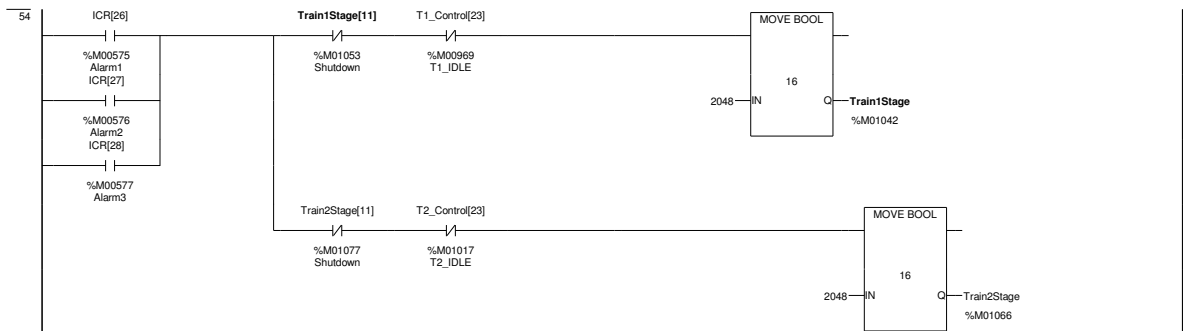 54
ICR[26] Train1Stage[11] T1_Control[23] MOVE BOOL
%M00575 %M01053 %M00969
Alarm1 Shutdown T1_IDLE
ICR[27]
16
2048 IN Q Train1Stage
%M00576 %M01042
Alarm2
ICR[28]
%M00577
Alarm3
Train2Stage[11] T2_Control[23] MOVE BOOL
%M01077 %M01017
Shutdown T2_IDLE
16
2048 IN Q Train2Stage
%M01066